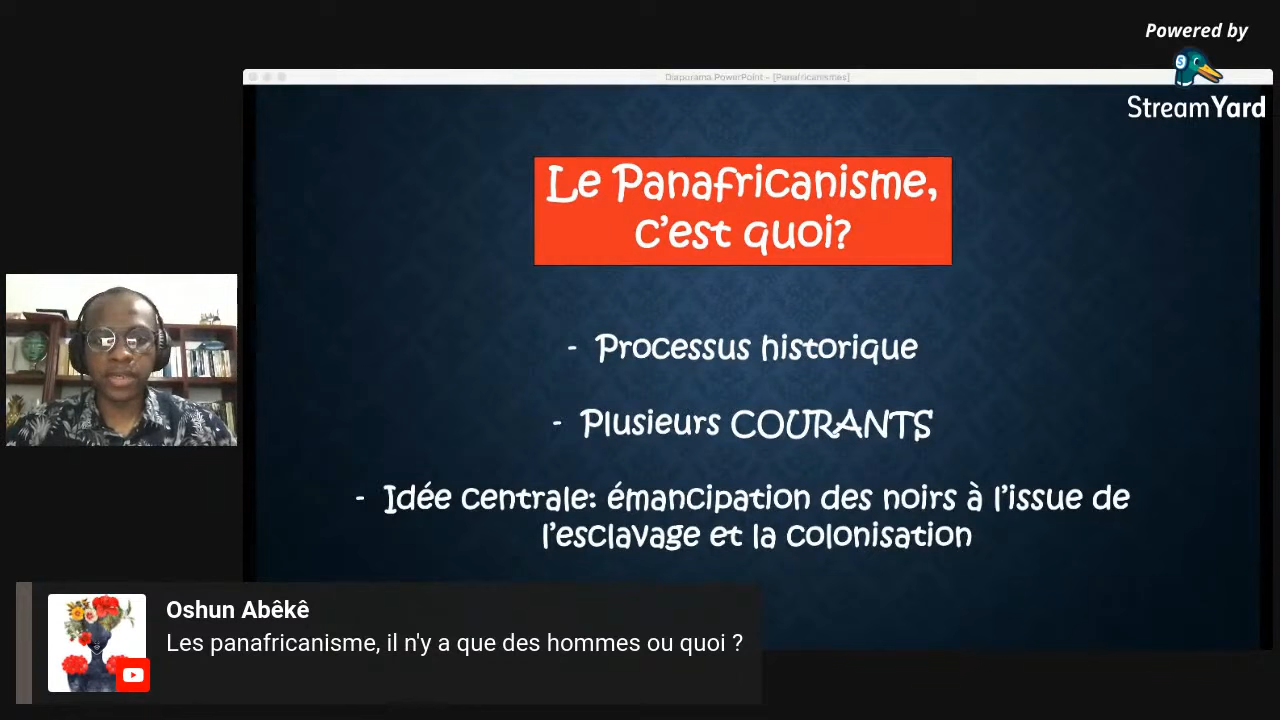 Powered by
StreamYard
Diaporama PowerPoint – [Panafricanismes]
Le Panafricanisme,
c'est quoi?
- Processus historique
- Plusieurs COURANTS
- Idée centrale: émancipation des noirs à l'issue de
l'esclavage et la colonisation
Oshun Abêkê
Les panafricanisme, il n'y a que des hommes ou quoi ?